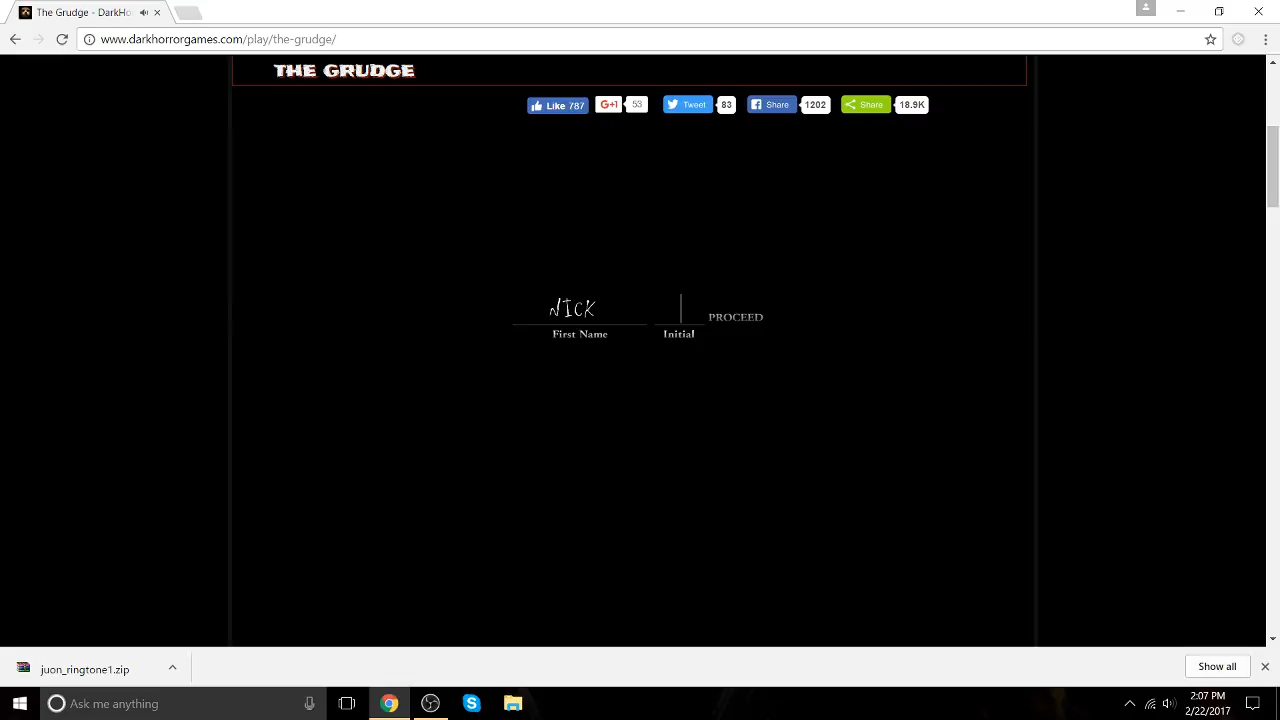 The Grudge - DarkHo
www.darkhorrorgames.com/play/the-grudge/
THE GRUDGE
Like 787 G+1 53 Tweet 83 Share 1202 Share 18.9K
NICK
PROCEED
First Name Initial
juon_ringtone1.zip Show all
Ask me anything
2:07 PM
2/22/2017